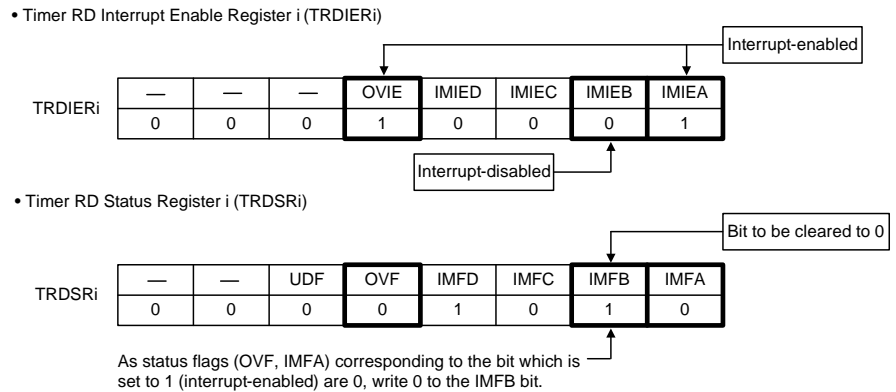 • Timer RD Interrupt Enable Register i (TRDIERi)
Interrupt-enabled
TRDIERi
— — — OVIE IMIED IMIEC IMIEB IMIEA
0 0 0 1 0 0 0 1
Interrupt-disabled
• Timer RD Status Register i (TRDSRi)
Bit to be cleared to 0
TRDSRi
— — UDF OVF IMFD IMFC IMFB IMFA
0 0 0 0 1 0 1 0
As status flags (OVF, IMFA) corresponding to the bit which is
set to 1 (interrupt-enabled) are 0, write 0 to the IMFB bit.